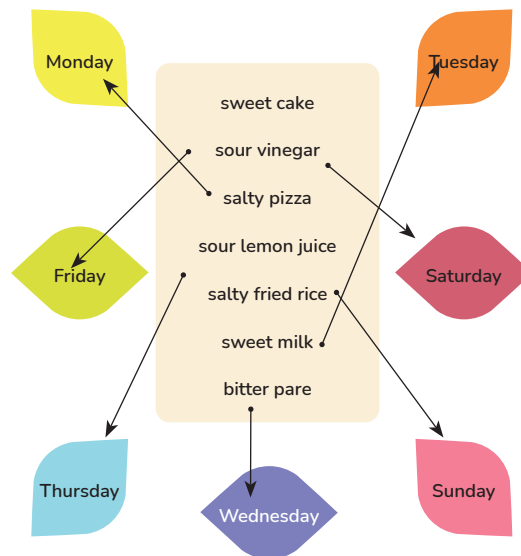 Monday
Tuesday
sweet cake
sour vinegar
salty pizza
sour lemon juice
Friday
Saturday
salty fried rice
sweet milk
bitter pare
Thursday
Sunday
Wednesday